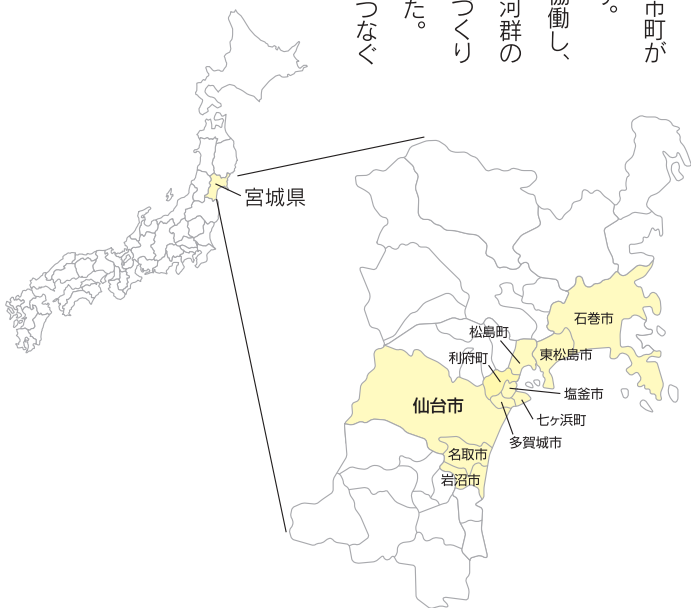 市町が
す。
協働し、
河群の
づくり
た。
つなぐ
宮城県
石巻市
松島町
東松島市
利府町
塩釜市
仙台市
七ヶ浜町
多賀城市
名取市
岩沼市